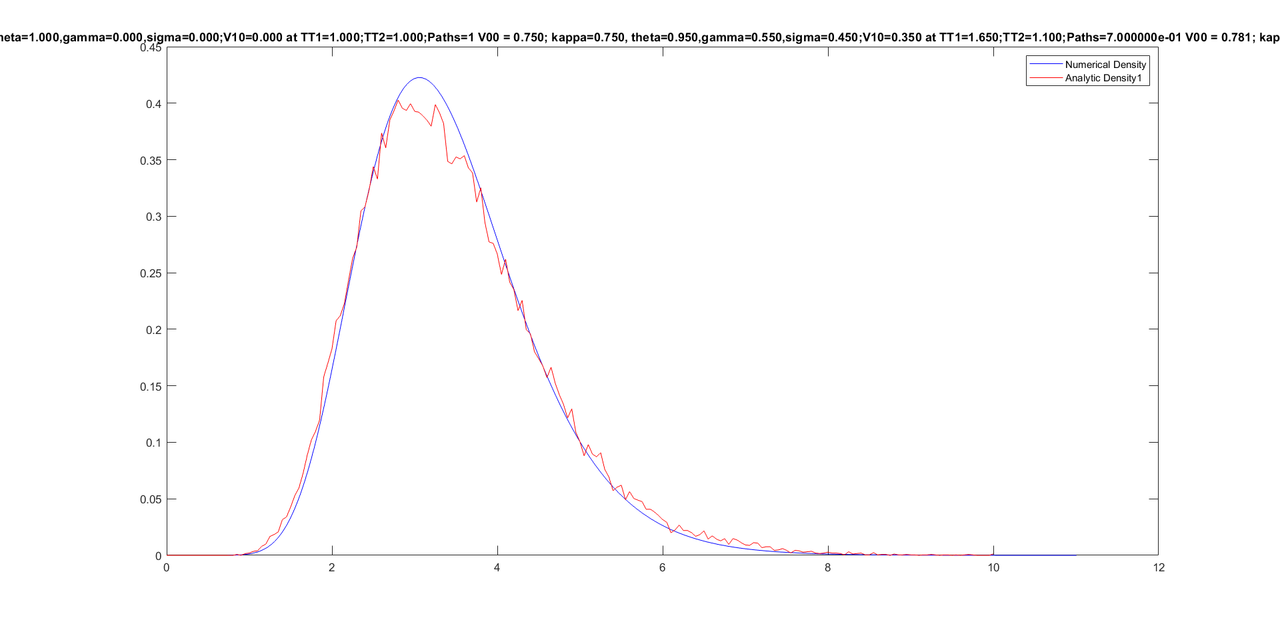 heta=1.000,gamma=0.000,sigma=0.000;V10=0.000 at TT1=1.000;TT2=1.000;Paths=1 V00 = 0.750; kappa=0.750, theta=0.950,gamma=0.550,sigma=0.450;V10=0.350 at TT1=1.650;TT2=1.100;Paths=7.000000e-01 V00 = 0.781; kap
0.45
Numerical Density
Analytic Density1
0.4
0.35
0.3
0.25
0.2
0.15
0.1
0.05
0
0 2 4 6 8 10 12